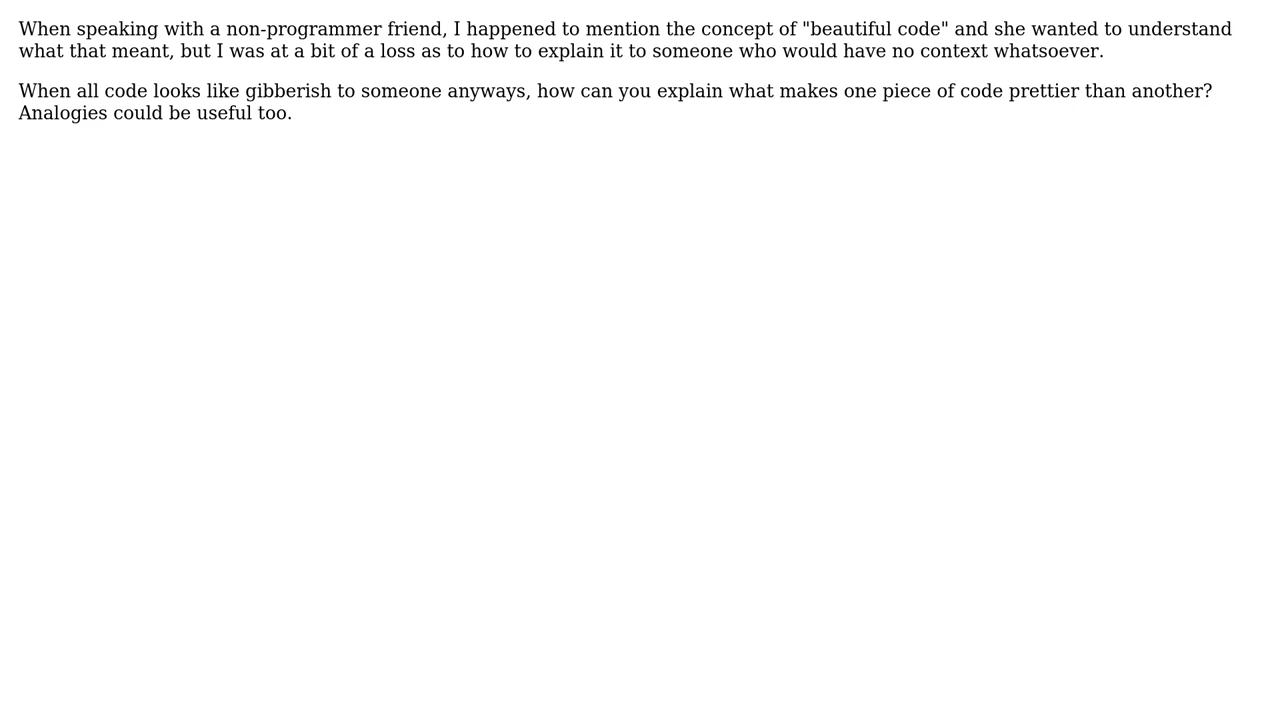 When speaking with a non-programmer friend, I happened to mention the concept of "beautiful code" and she wanted to understand
what that meant, but I was at a bit of a loss as to how to explain it to someone who would have no context whatsoever.
When all code looks like gibberish to someone anyways, how can you explain what makes one piece of code prettier than another?
Analogies could be useful too.